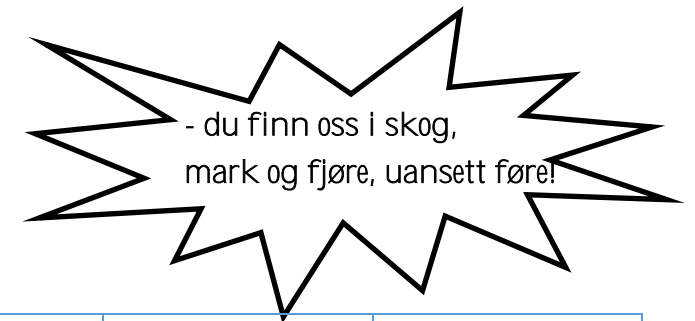 - du finn oss i skog,
mark og fjøre, uansett føre!